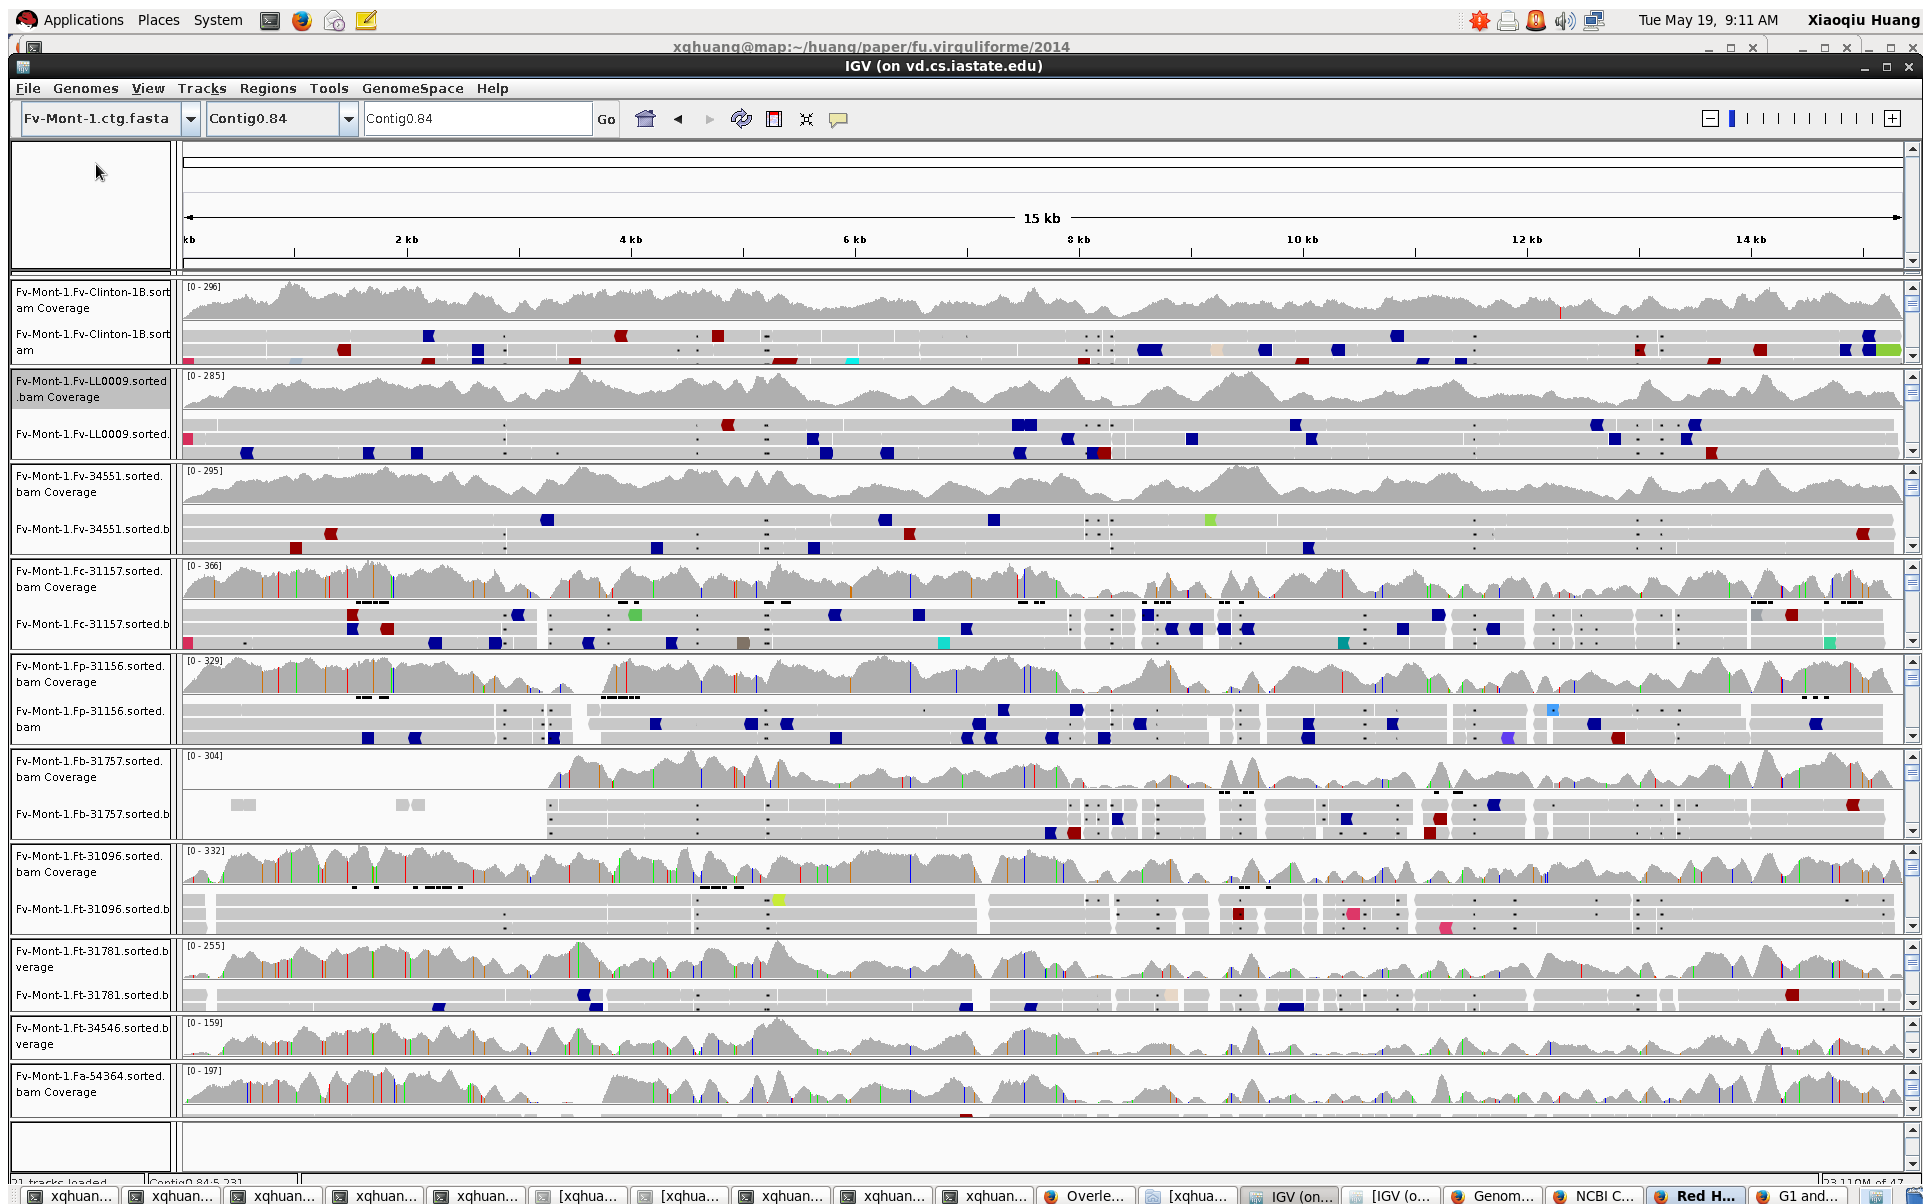 Applications Places System Tue May 19, 9:11 AM Xiaoqiu Huang
xqhuang@map:~/huang/paper/fu.virguliforme/2014
IGV (on vd.cs.iastate.edu)
File Genomes View Tracks Regions Tools GenomeSpace Help
Fv-Mont-1.ctg.fasta Contig0.84 Contig0.84 Go
15 kb
kb 2 kb 4 kb 6 kb 8 kb 10 kb 12 kb 14 kb
Fv-Mont-1.Fv-Clinton-1B.sort [0 - 296]
am Coverage
Fv-Mont-1.Fv-Clinton-1B.sort
am
Fv-Mont-1.Fv-LL0009.sorted [0 - 285]
.bam Coverage
Fv-Mont-1.Fv-LL0009.sorted.
Fv-Mont-1.Fv-34551.sorted. [0 - 295]
bam Coverage
Fv-Mont-1.Fv-34551.sorted.b
Fv-Mont-1.Fc-31157.sorted. [0 - 366]
bam Coverage
Fv-Mont-1.Fc-31157.sorted.b
Fv-Mont-1.Fp-31156.sorted. [0 - 329]
bam Coverage
Fv-Mont-1.Fp-31156.sorted.
bam
Fv-Mont-1.Fb-31757.sorted. [0 - 304]
bam Coverage
Fv-Mont-1.Fb-31757.sorted.b
Fv-Mont-1.Ft-31096.sorted. [0 - 332]
bam Coverage
Fv-Mont-1.Ft-31096.sorted.b
Fv-Mont-1.Ft-31781.sorted.b [0 - 255]
verage
Fv-Mont-1.Ft-31781.sorted.b
Fv-Mont-1.Ft-34546.sorted.b [0 - 159]
verage
Fv-Mont-1.Fa-54364.sorted. [0 - 197]
bam Coverage
21 tracks loaded Contig0.84:5,231
xqhuan... xqhuan... xqhuan... xqhuan... xqhuan... [xqhua... [xqhua... xqhuan... xqhuan... xqhuan... Overle... [xqhua... IGV (on... [IGV (o... Genom... NCBI C... Red H... G1 and...